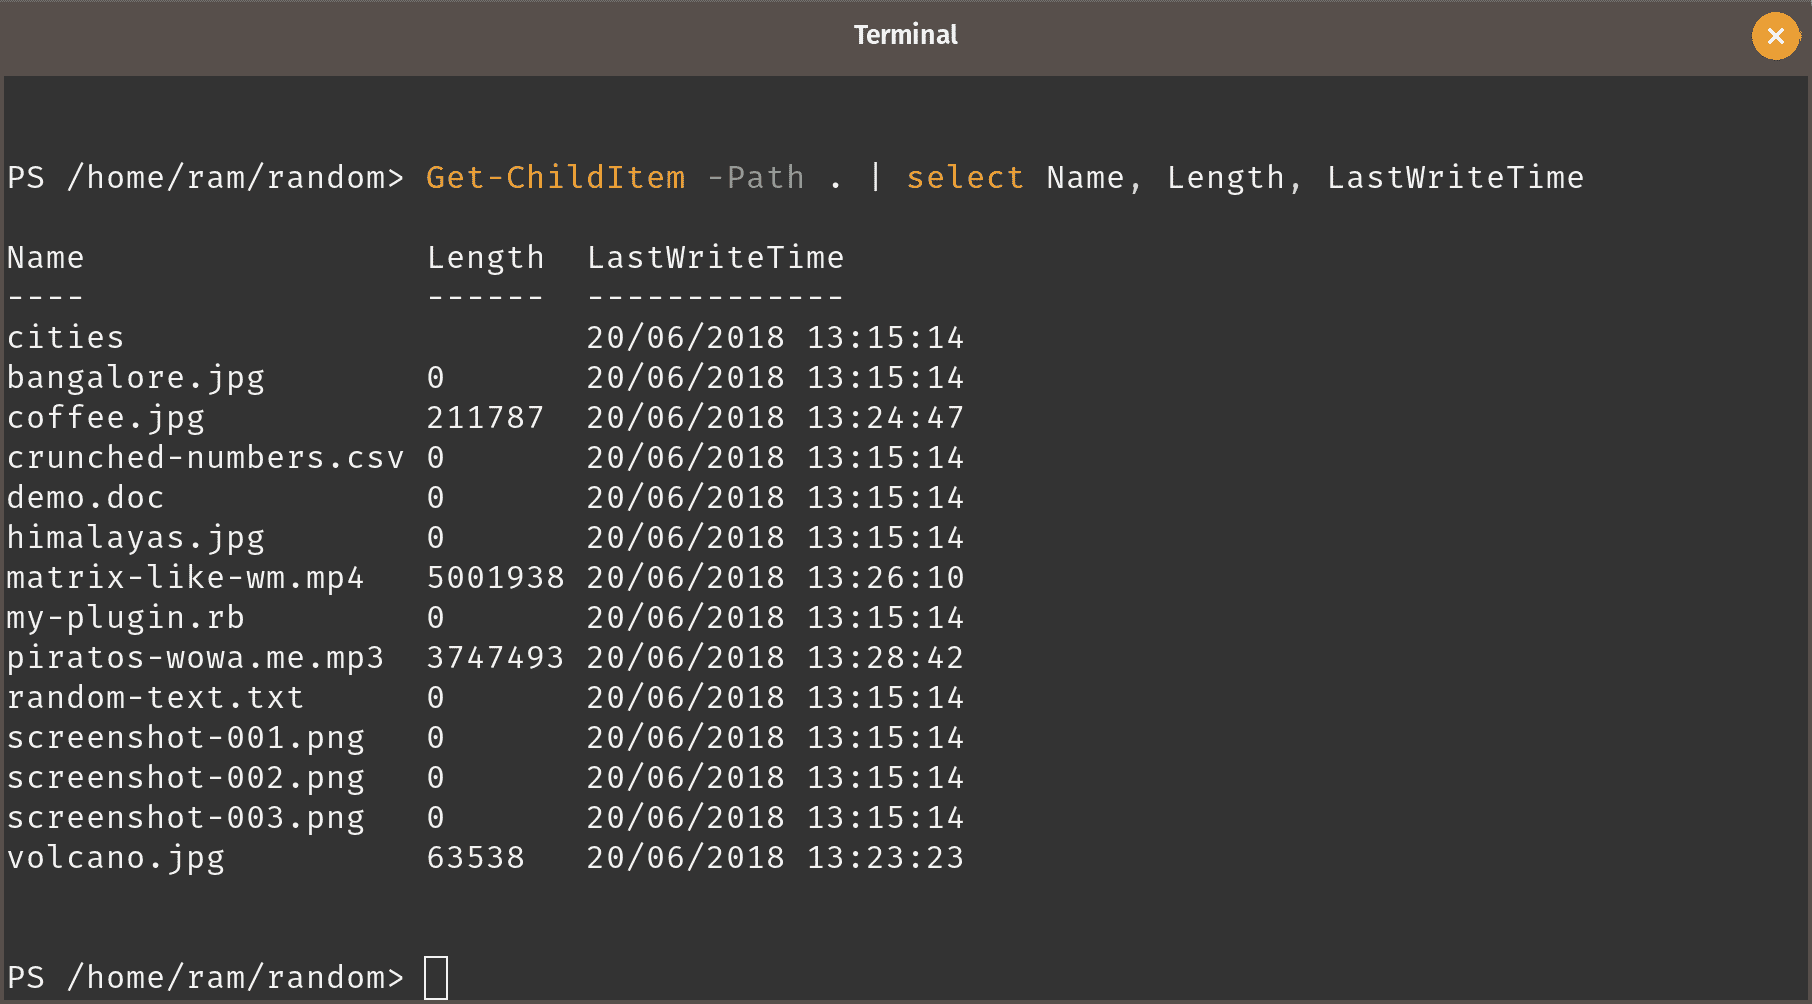 Terminal
PS /home/ram/random> Get-ChildItem -Path . | select Name, Length, LastWriteTime
Name Length LastWriteTime
---- ------ -------------
cities 20/06/2018 13:15:14
bangalore.jpg 0 20/06/2018 13:15:14
coffee.jpg 211787 20/06/2018 13:24:47
crunched-numbers.csv 0 20/06/2018 13:15:14
demo.doc 0 20/06/2018 13:15:14
himalayas.jpg 0 20/06/2018 13:15:14
matrix-like-wm.mp4 5001938 20/06/2018 13:26:10
my-plugin.rb 0 20/06/2018 13:15:14
piratos-wowa.me.mp3 3747493 20/06/2018 13:28:42
random-text.txt 0 20/06/2018 13:15:14
screenshot-001.png 0 20/06/2018 13:15:14
screenshot-002.png 0 20/06/2018 13:15:14
screenshot-003.png 0 20/06/2018 13:15:14
volcano.jpg 63538 20/06/2018 13:23:23
PS /home/ram/random>